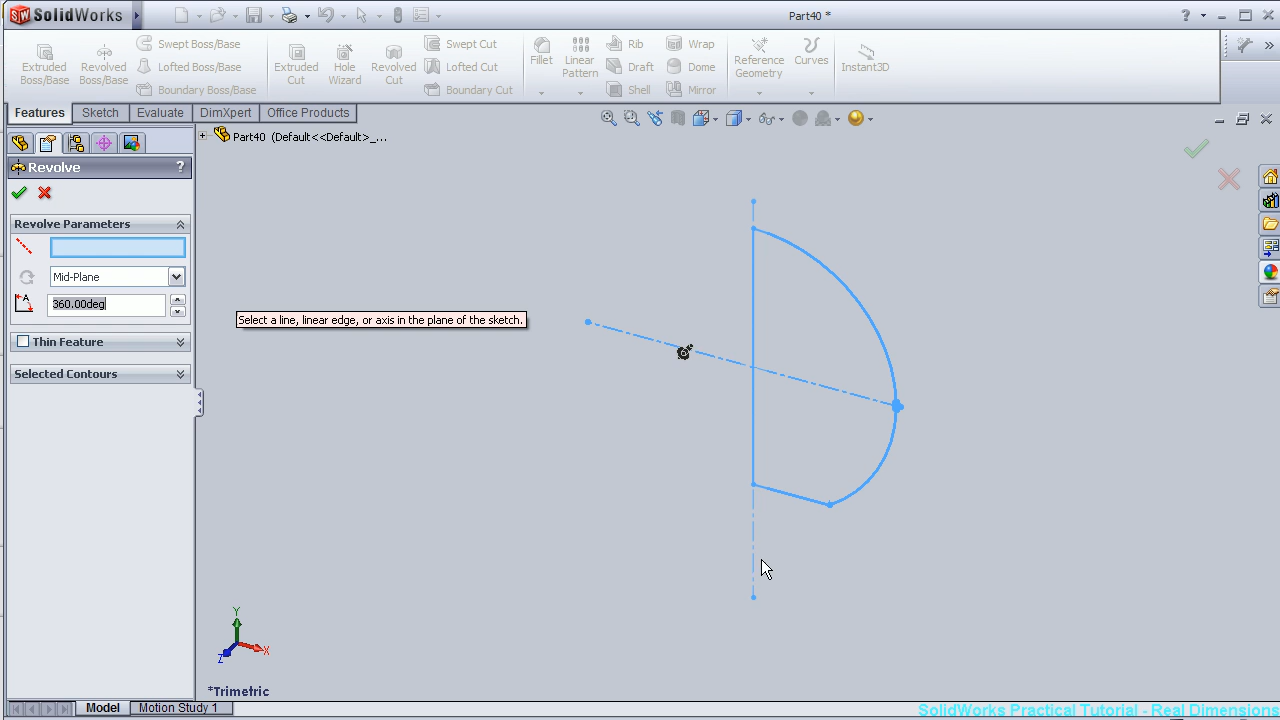 SW SolidWorks
Part40 *
?
Extruded Boss/Base
Revolved Boss/Base
Swept Boss/Base
Lofted Boss/Base
Boundary Boss/Base
Extruded Cut
Hole Wizard
Revolved Cut
Swept Cut
Lofted Cut
Boundary Cut
Fillet
Linear Pattern
Rib
Draft
Shell
Wrap
Dome
Mirror
Reference Geometry
Curves
Instant3D
Features
Sketch
Evaluate
DimXpert
Office Products
Part40 (Default<<Default>_...
Revolve
?
Revolve Parameters
Mid-Plane
A
360.00deg
Thin Feature
Selected Contours
Select a line, linear edge, or axis in the plane of the sketch.
Y
X
Z
*Trimetric
Model
Motion Study 1
SolidWorks Practical Tutorial - Real Dimensions